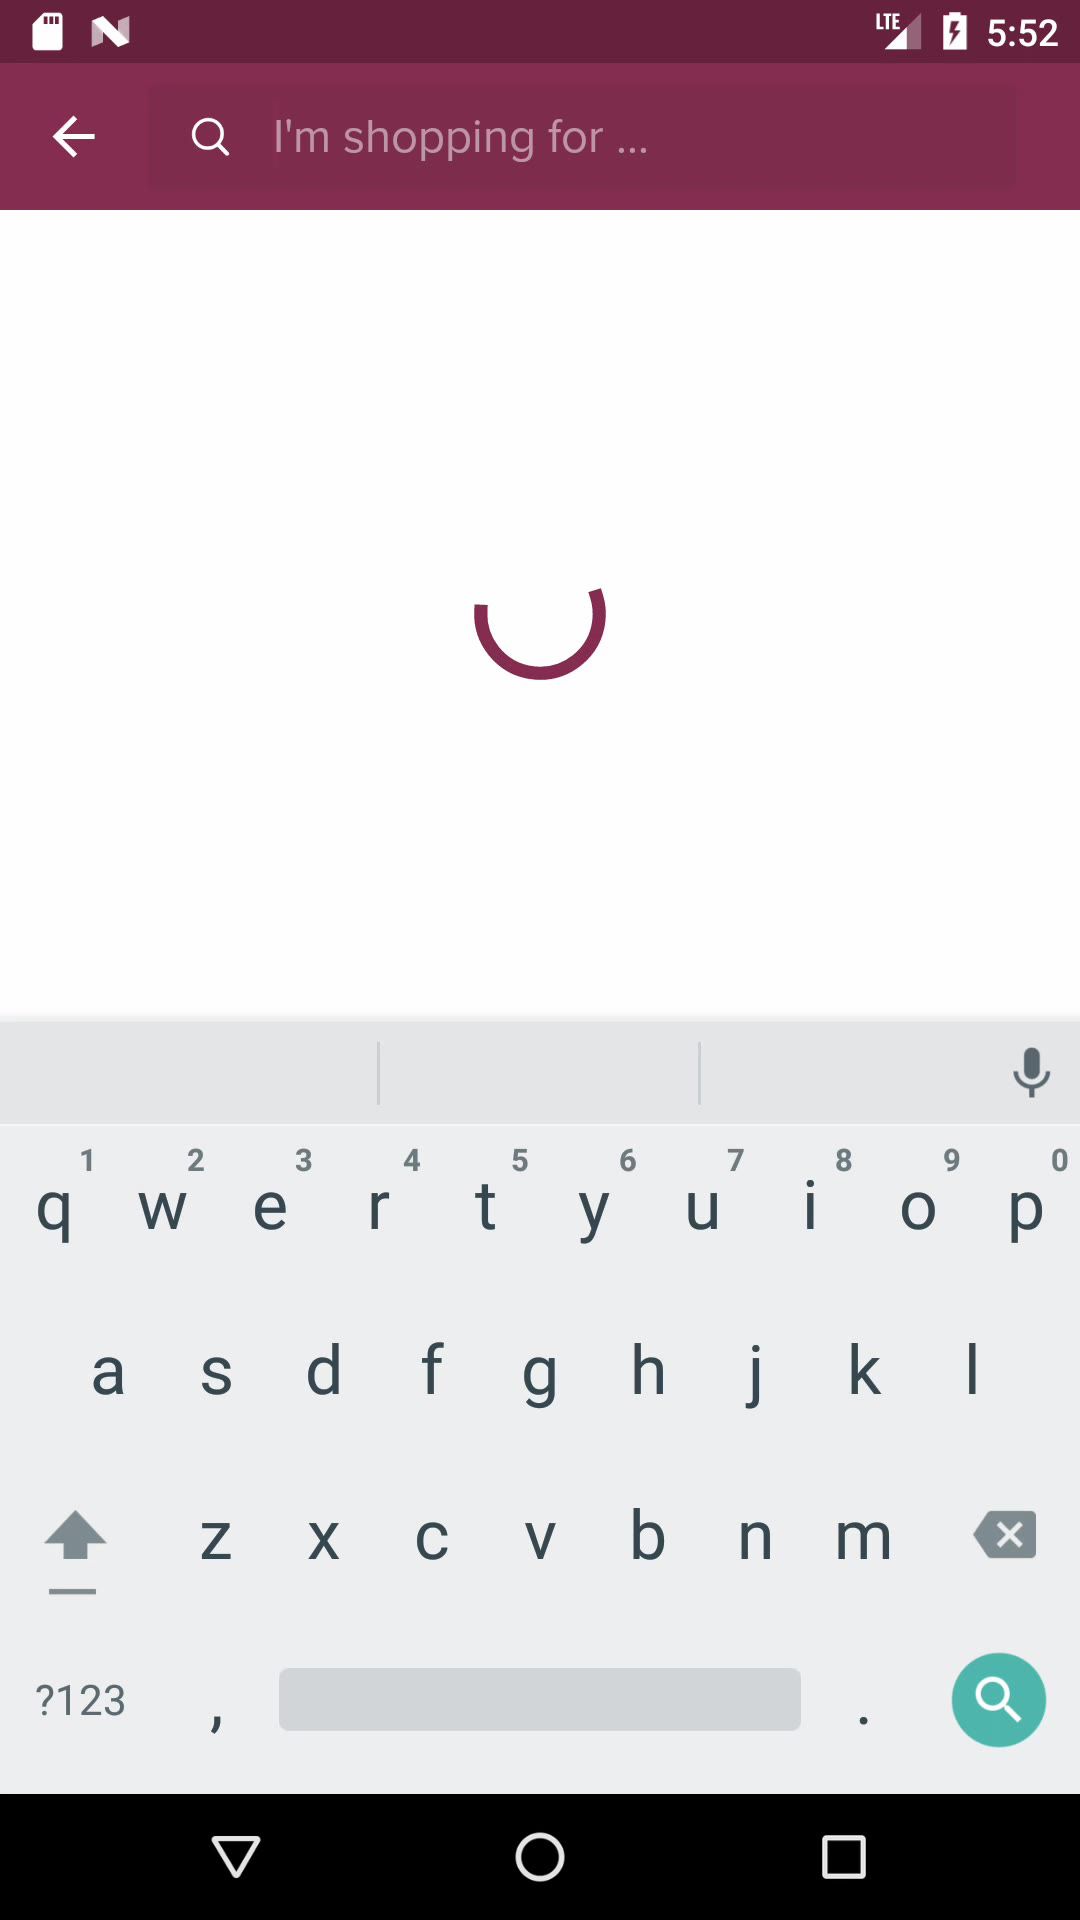 LTE 5:52
I'm shopping for ...
1 2 3 4 5 6 7 8 9 0
q w e r t y u i o p
a s d f g h j k l
z x c v b n m
?123 , .